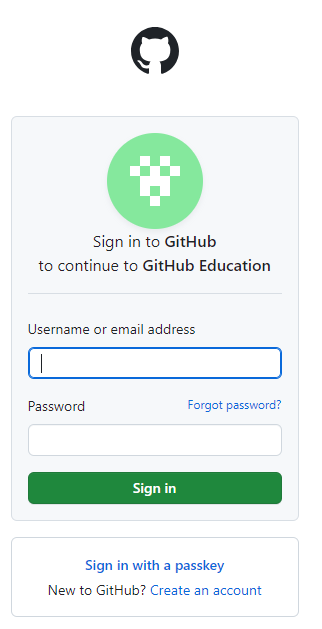 Sign in to GitHub
to continue to GitHub Education
Username or email address
Password
Forgot password?
Sign in
Sign in with a passkey
New to GitHub? Create an account